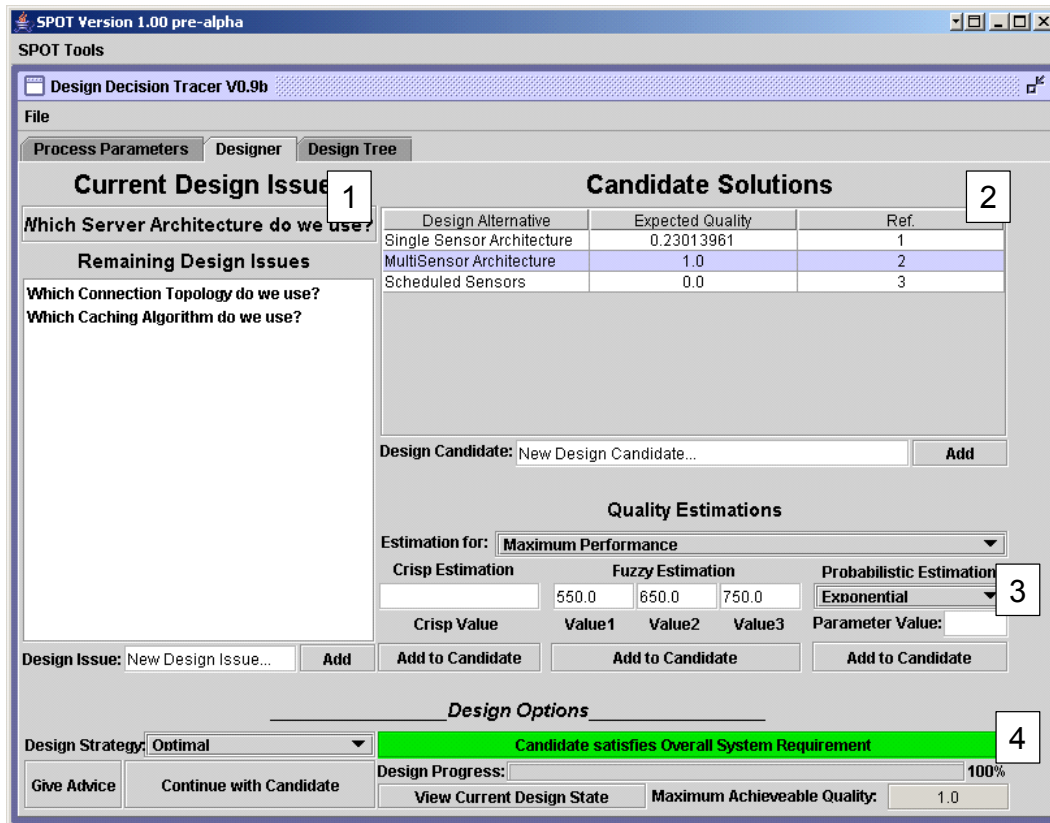 SPOT Version 1.00 pre-alpha
SPOT Tools
Design Decision Tracer V0.9b
File
Process Parameters Designer Design Tree
Current Design Issue
1
Which Server Architecture do we use?
Remaining Design Issues
Which Connection Topology do we use?
Which Caching Algorithm do we use?
Design Issue: New Design Issue... Add
Candidate Solutions
2
Design Alternative Expected Quality Ref.
Single Sensor Architecture 0.23013961 1
MultiSensor Architecture 1.0 2
Scheduled Sensors 0.0 3
Design Candidate: New Design Candidate... Add
Quality Estimations
Estimation for: Maximum Performance
Crisp Estimation Fuzzy Estimation Probabilistic Estimation
3
550.0 650.0 750.0 Exponential
Crisp Value Value1 Value2 Value3 Parameter Value:
Add to Candidate Add to Candidate Add to Candidate
Design Options
4
Design Strategy: Optimal Candidate satisfies Overall System Requirement
Design Progress: 100%
Give Advice Continue with Candidate
View Current Design State Maximum Achieveable Quality: 1.0